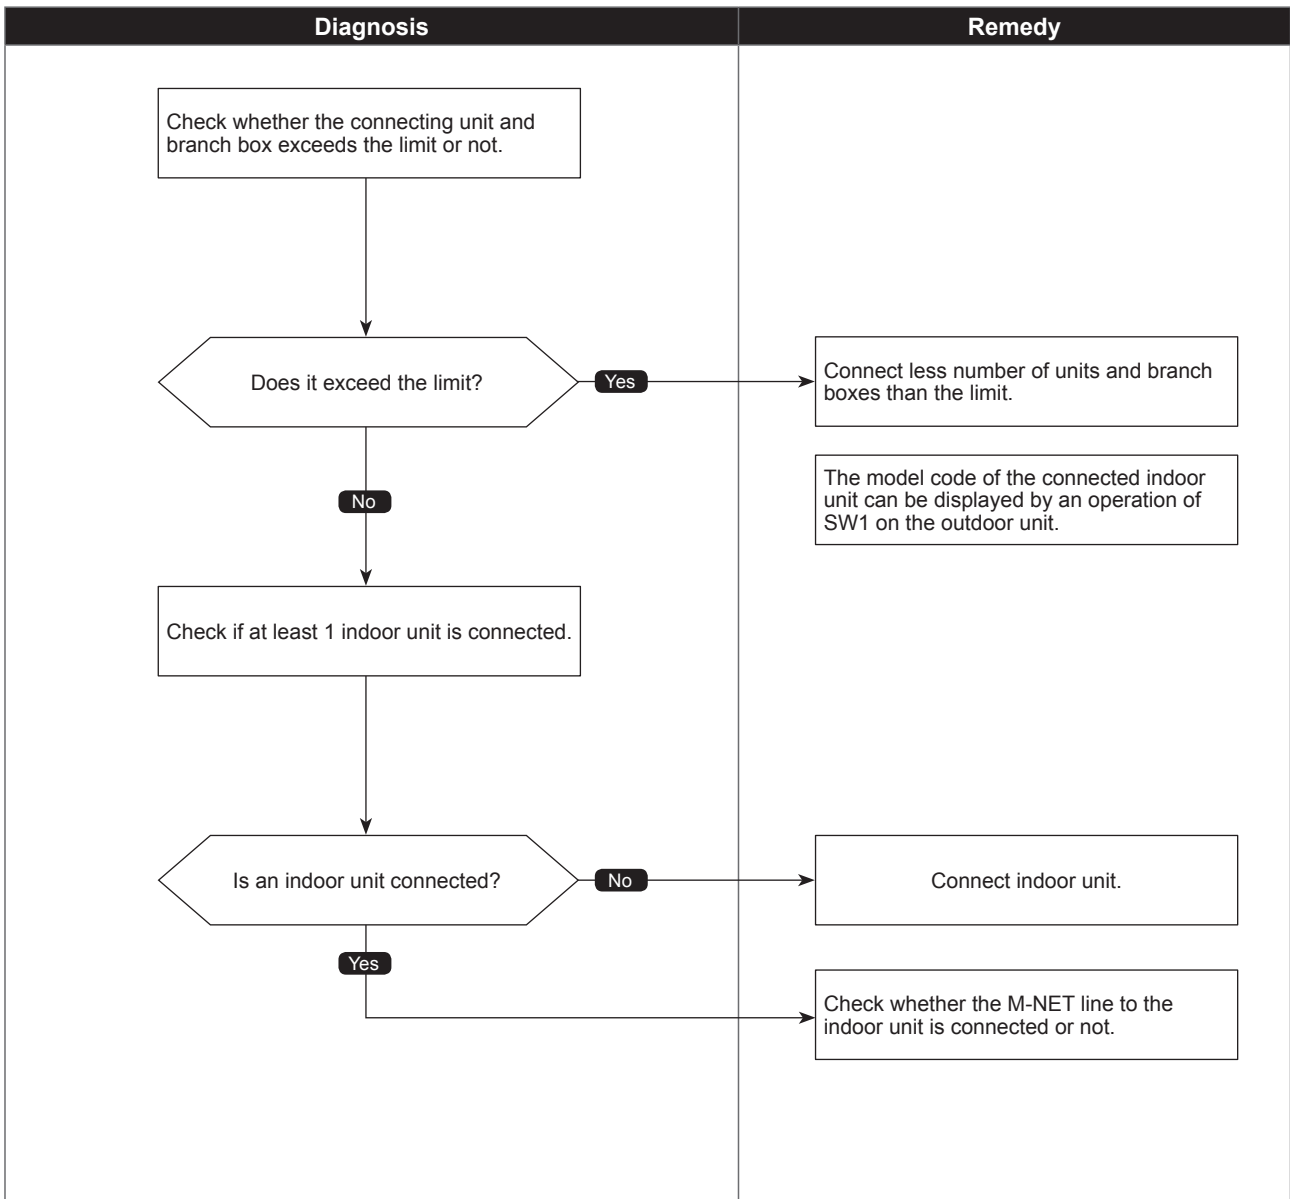 Diagnosis
Remedy
Check whether the connecting unit and
branch box exceeds the limit or not.
Does it exceed the limit?
Yes
Connect less number of units and branch
boxes than the limit.
The model code of the connected indoor
unit can be displayed by an operation of
SW1 on the outdoor unit.
No
Check if at least 1 indoor unit is connected.
Is an indoor unit connected?
No
Connect indoor unit.
Yes
Check whether the M-NET line to the
indoor unit is connected or not.